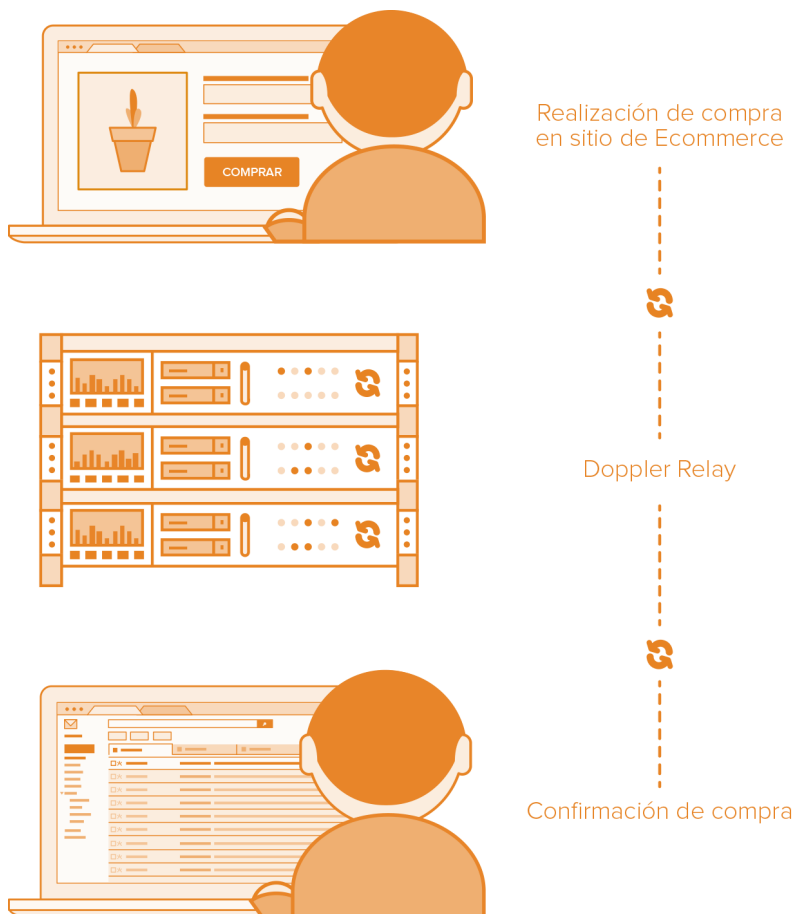 COMPRAR
Realización de compra
en sitio de Ecommerce
Doppler Relay
Confirmación de compra